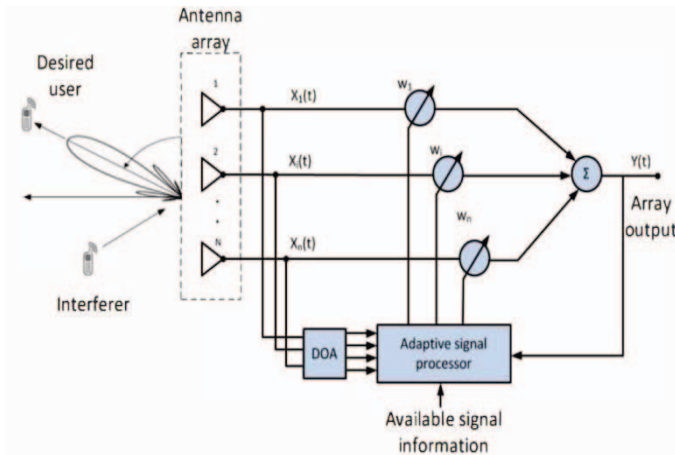 Antenna
array
Desired
user
1
X₁(t)
w₁
2
Xᵢ(t)
wᵢ
Σ
Y(t)
Array
output
.
.
N
Xₙ(t)
wₙ
Interferer
DOA
Adaptive signal
processor
Available signal
information